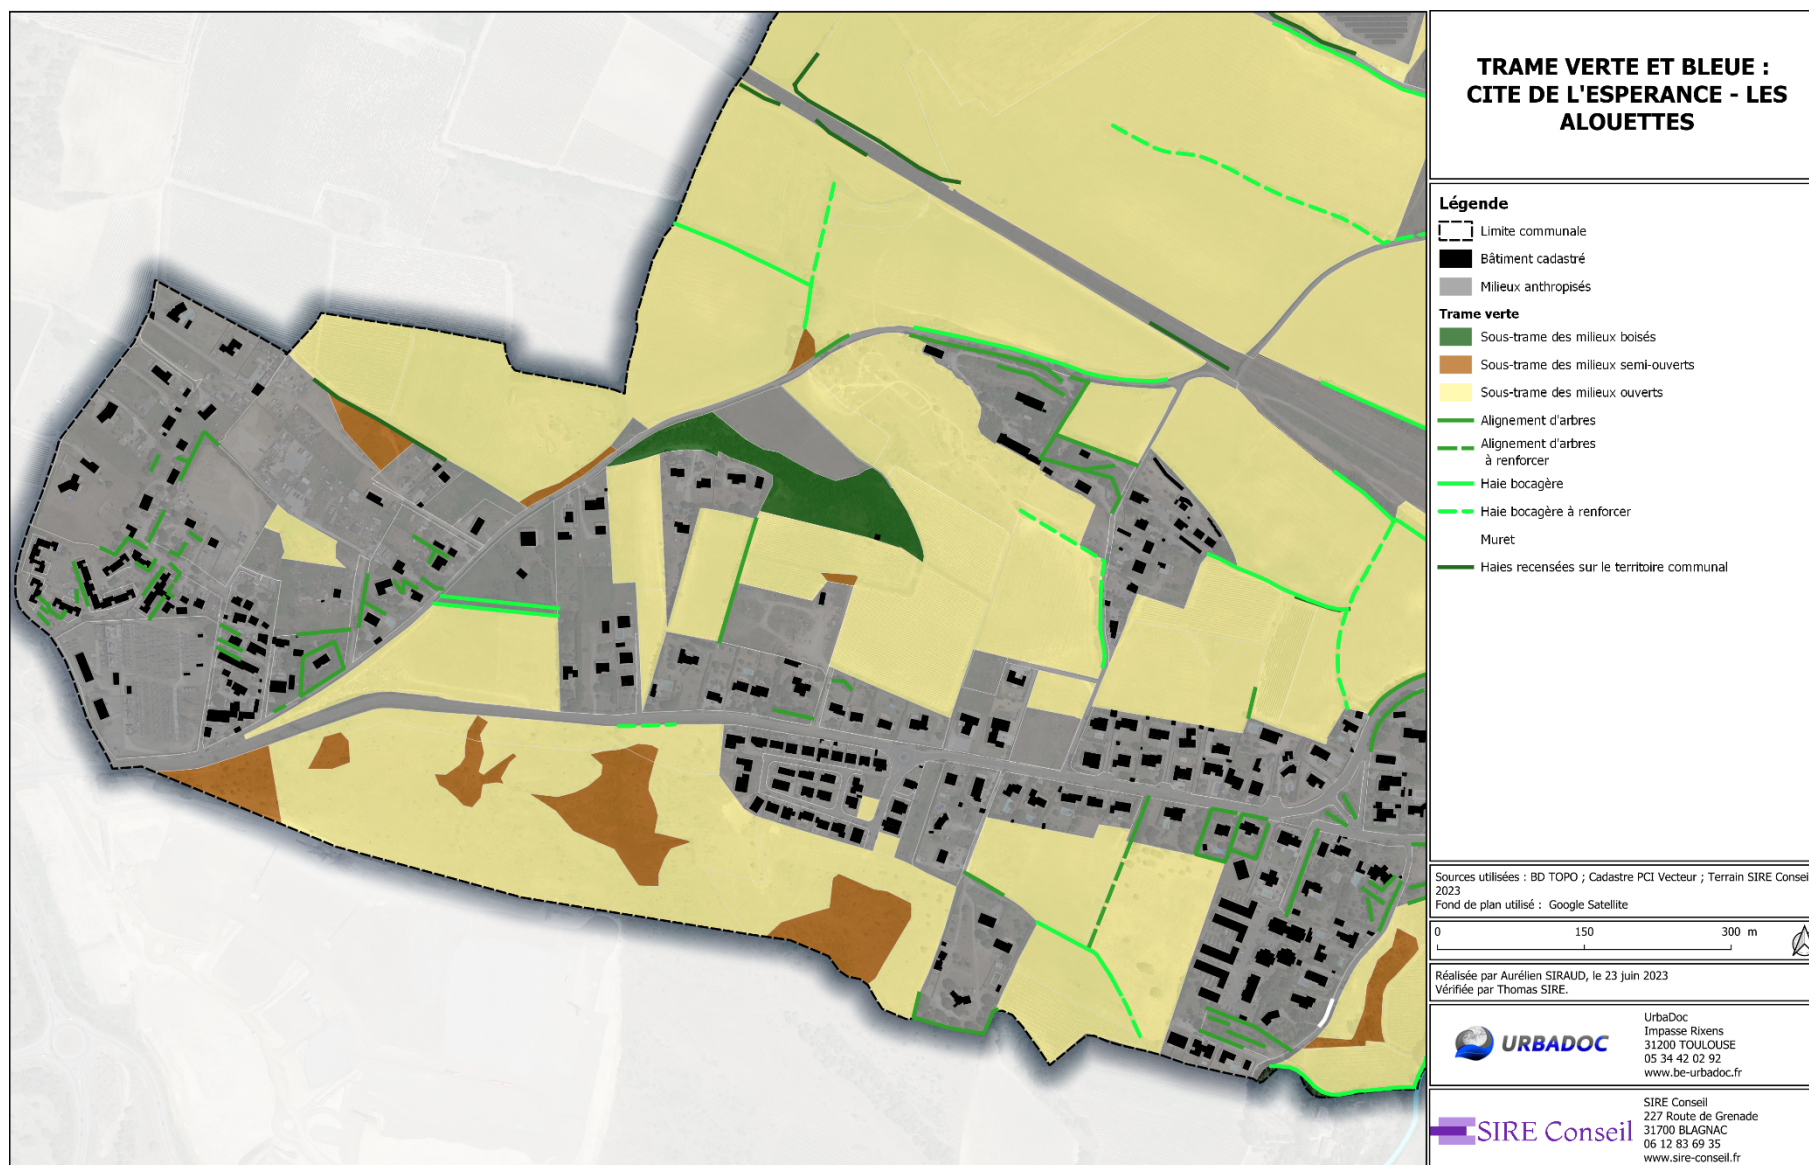 TRAME VERTE ET BLEUE :
CITE DE L'ESPERANCE - LES
ALOUETTES
Légende
Limite communale
Bâtiment cadastré
Milieux anthropisés
Trame verte
Sous-trame des milieux boisés
Sous-trame des milieux semi-ouverts
Sous-trame des milieux ouverts
Alignement d'arbres
Alignement d'arbres
à renforcer
Haie bocagère
Haie bocagère à renforcer
Muret
Haies recensées sur le territoire communal
Sources utilisées : BD TOPO ; Cadastre PCI Vecteur ; Terrain SIRE Conseil
2023
Fond de plan utilisé : Google Satellite
0 150 300 m
Réalisée par Aurélien SIRAUD, le 23 juin 2023
Vérifiée par Thomas SIRE.
URBADOC
UrbaDoc
Impasse Rixens
31200 TOULOUSE
05 34 42 02 92
www.be-urbadoc.fr
SIRE Conseil
SIRE Conseil
227 Route de Grenade
31700 BLAGNAC
06 12 83 69 35
www.sire-conseil.fr